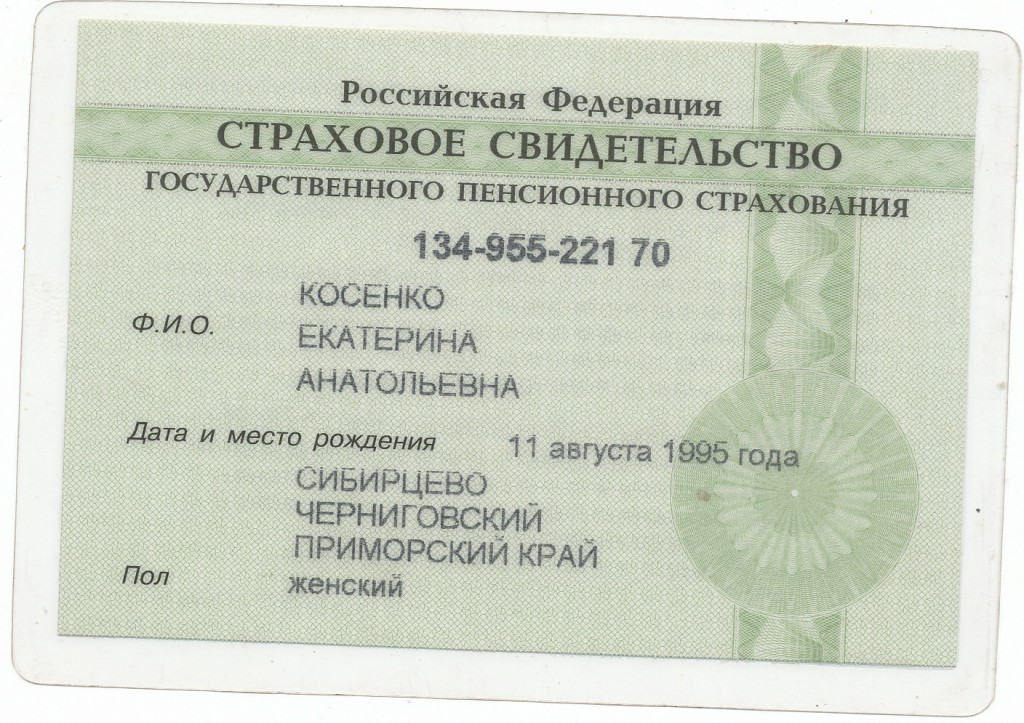 Российская Федерация
СТРАХОВОЕ СВИДЕТЕЛЬСТВО
ГОСУДАРСТВЕННОГО ПЕНСИОННОГО СТРАХОВАНИЯ
134-955-221 70
Ф.И.О.
КОСЕНКО
ЕКАТЕРИНА
АНАТОЛЬЕВНА
Дата и место рождения 11 августа 1995 года
СИБИРЦЕВО
ЧЕРНИГОВСКИЙ
ПРИМОРСКИЙ КРАЙ
Пол женский